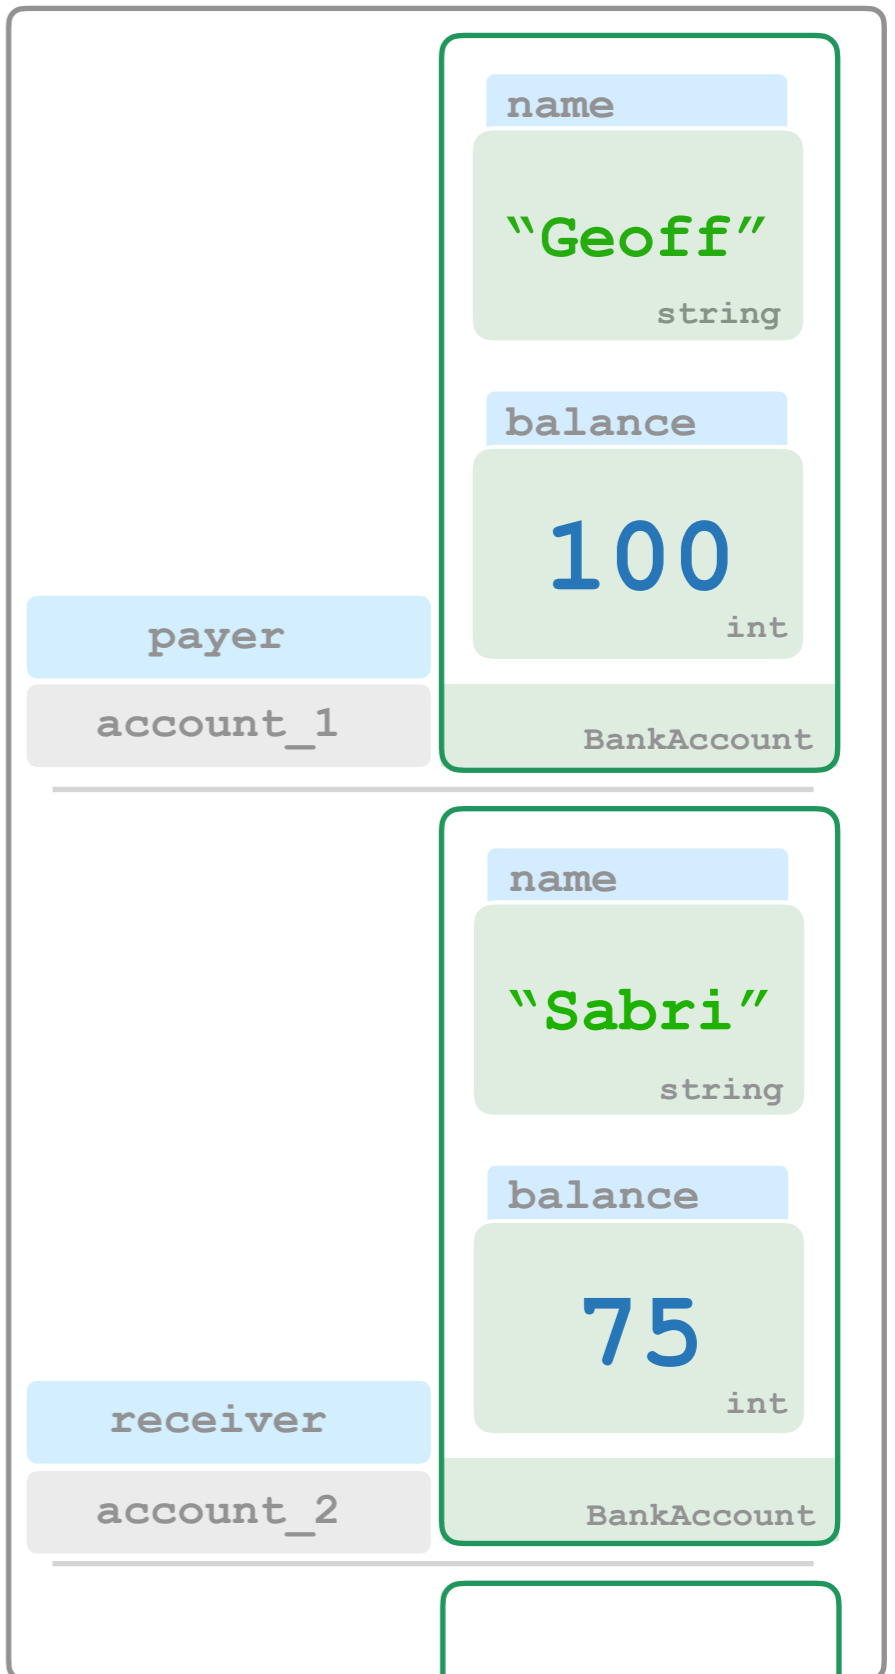 name
“Geoff”
string
balance
100
int
payer
account_1
BankAccount
name
“Sabri”
string
balance
75
int
receiver
account_2
BankAccount